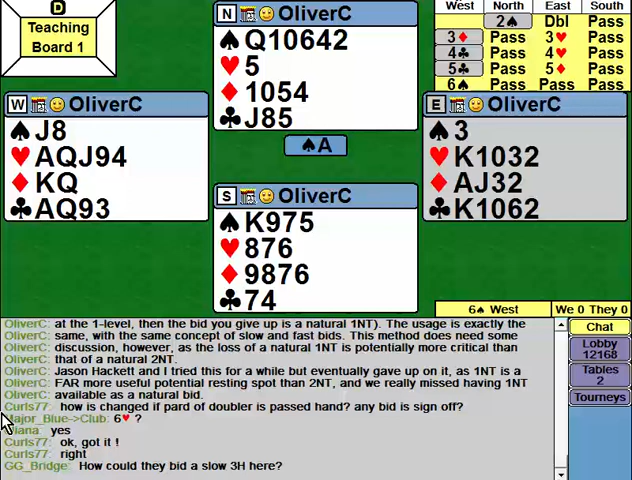 D
Teaching
Board 1
N OliverC
♠Q10642
♥5
♦1054
♣J85
West North East South
2♠ Dbl Pass
3♦ Pass 3♥ Pass
4♣ Pass 4♥ Pass
5♣ Pass 5♦ Pass
6♠ Pass Pass Pass
W OliverC
♠J8
♥AQJ94
♦KQ
♣AQ93
♠A
E OliverC
♠3
♥K1032
♦AJ32
♣K1062
S OliverC
♠K975
♥876
♦9876
♣74
6♠ West We 0 They 0
OliverC: at the 1-level, then the bid you give up is a natural 1NT). The usage is exactly the
OliverC: same, with the same concept of slow and fast bids. This method does need some
OliverC: discussion, however, as the loss of a natural 1NT is potentially more critical than
OliverC: that of a natural 2NT.
OliverC: Jason Hackett and I tried this for a while but eventually gave up on it, as 1NT is a
OliverC: FAR more useful potential resting spot than 2NT, and we really missed having 1NT
OliverC: available as a natural bid.
Curls77: how is changed if pard of doubler is passed hand? any bid is sign off?
Major_Blue->Club: 6♥ ?
yes
Curls77: ok, got it !
Curls77: right
GG_Bridge: How could they bid a slow 3H here?
Chat
Lobby
12168
Tables
2
Tourneys